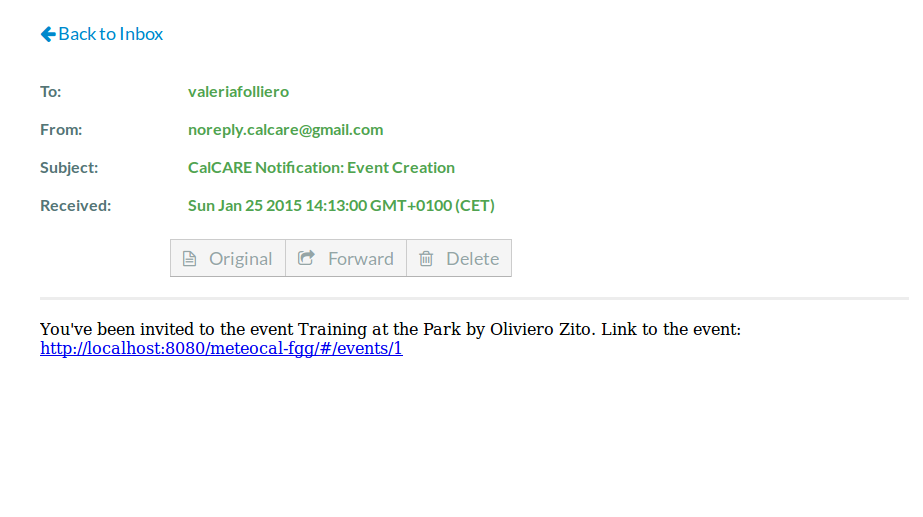 Back to Inbox
To: valeriafolliero
From: noreply.calcare@gmail.com
Subject: CalCARE Notification: Event Creation
Received: Sun Jan 25 2015 14:13:00 GMT+0100 (CET)
Original Forward Delete
You've been invited to the event Training at the Park by Oliviero Zito. Link to the event:
http://localhost:8080/meteocal-fgg/#/events/1